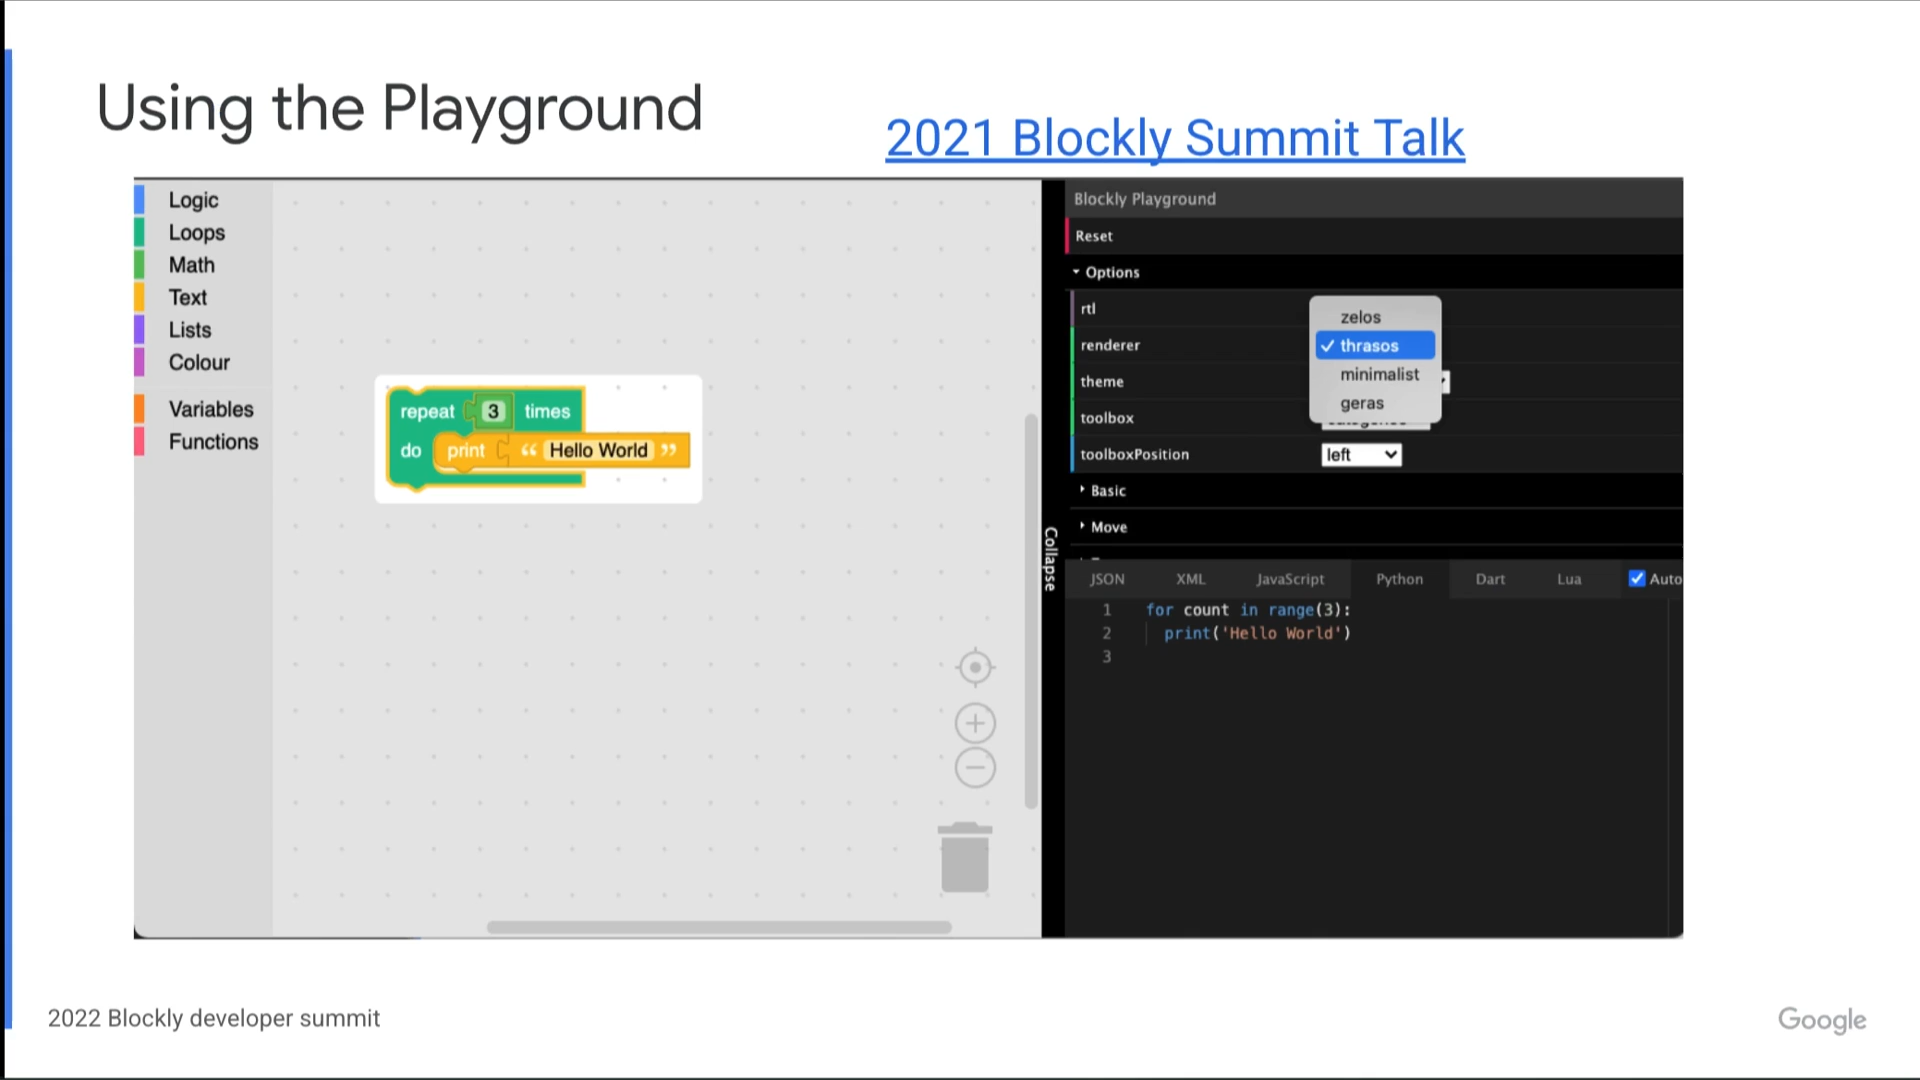 Using the Playground
2021 Blockly Summit Talk
Logic
Loops
Math
Text
Lists
Colour
Variables
Functions
repeat 3 times
do print “ Hello World ”
Collapse
Blockly Playground
Reset
Options
rtl
renderer
theme
toolbox
toolboxPosition left
zelos
✓ thrasos
minimalist
geras
Basic
Move
JSON XML JavaScript Python Dart Lua Auto
1 for count in range(3):
2 print('Hello World')
3
2022 Blockly developer summit
Google